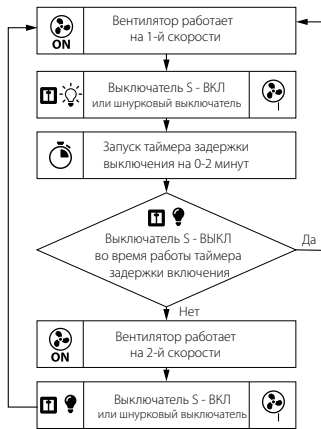 Вентилятор работает
на 1-й скорости
ON
Выключатель S - ВКЛ
или шнурковый выключатель
Запуск таймера задержки
выключения на 0-2 минут
Выключатель S - ВЫКЛ
во время работы таймера
задержки включения
Да
Нет
Вентилятор работает
на 2-й скорости
ON
Выключатель S - ВКЛ
или шнурковый выключатель